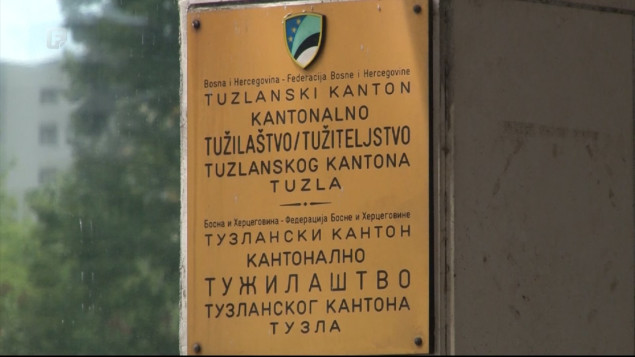 Bosna i Hercegovina - Federacija Bosne i Hercegovine
TUZLANSKI KANTON
KANTONALNO
TUŽILAŠTVO/TUŽITELJSTVO
TUZLANSKOG KANTONA
TUZLA
Босна и Херцеговина - Федерација Босне и Херцеговине
ТУЗЛАНСКИ КАНТОН
КАНТОНАЛНО
ТУЖИЛАШТВО
ТУЗЛАНСКОГ КАНТОНА
ТУЗЛА